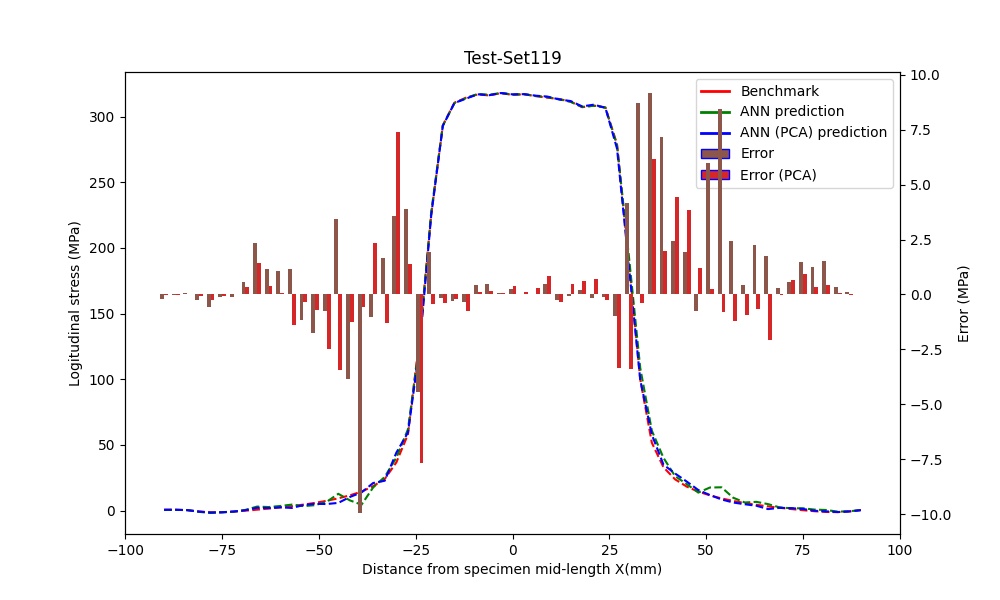 Test-Set119
Benchmark
ANN prediction
ANN (PCA) prediction
Error
Error (PCA)
300
250
200
150
100
50
0
Logitudinal stress (MPa)
10.0
7.5
5.0
2.5
0.0
−2.5
−5.0
−7.5
−10.0
Error (MPa)
−100
−75
−50
−25
0
25
50
75
100
Distance from specimen mid-length X(mm)